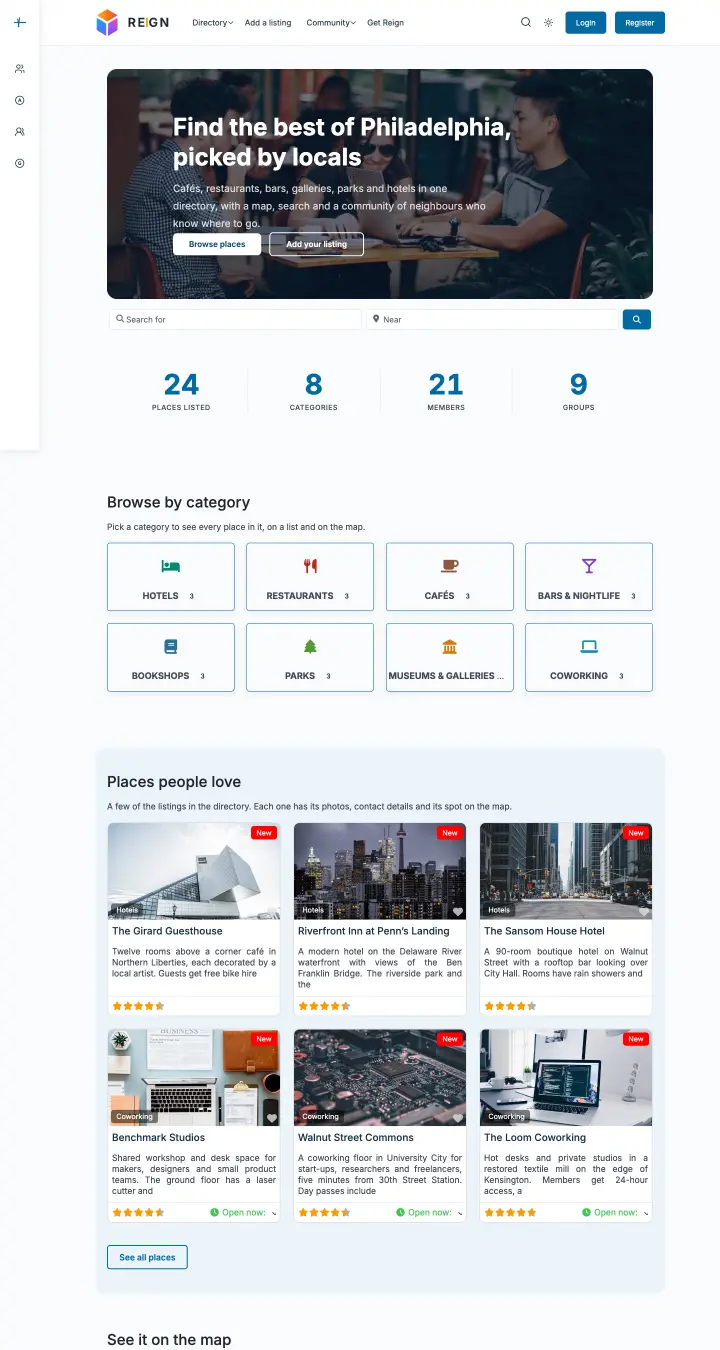 REIGN
Directory
Add a listing
Community
Get Reign
Login
Register
Find the best of Philadelphia,
picked by locals
Cafés, restaurants, bars, galleries, parks and hotels in one
directory, with a map, search and a community of neighbours who
know where to go.
Browse places
Add your listing
Search for
Near
24
PLACES LISTED
8
CATEGORIES
21
MEMBERS
9
GROUPS
Browse by category
Pick a category to see every place in it, on a list and on the map.
HOTELS 3
RESTAURANTS 3
CAFÉS 3
BARS & NIGHTLIFE 3
BOOKSHOPS 3
PARKS 3
MUSEUMS & GALLERIES ...
COWORKING 3
Places people love
A few of the listings in the directory. Each one has its photos, contact details and its spot on the map.
New
Hotels
The Girard Guesthouse
Twelve rooms above a corner café in
Northern Liberties, each decorated by a
local artist. Guests get free bike hire
New
Hotels
Riverfront Inn at Penn's Landing
A modern hotel on the Delaware River
waterfront with views of the Ben
Franklin Bridge. The riverside park and
the
New
Hotels
The Sansom House Hotel
A 90-room boutique hotel on Walnut
Street with a rooftop bar looking over
City Hall. Rooms have rain showers and
BUSINESS
New
Coworking
Benchmark Studios
Shared workshop and desk space for
makers, designers and small product
teams. The ground floor has a laser
cutter and
Open now:
New
Coworking
Walnut Street Commons
A coworking floor in University City for
start-ups, researchers and freelancers,
five minutes from 30th Street Station.
Day passes include
Open now:
New
Coworking
The Loom Coworking
Hot desks and private studios in a
restored textile mill on the edge of
Kensington. Members get 24-hour
access, a
Open now:
See all places
See it on the map